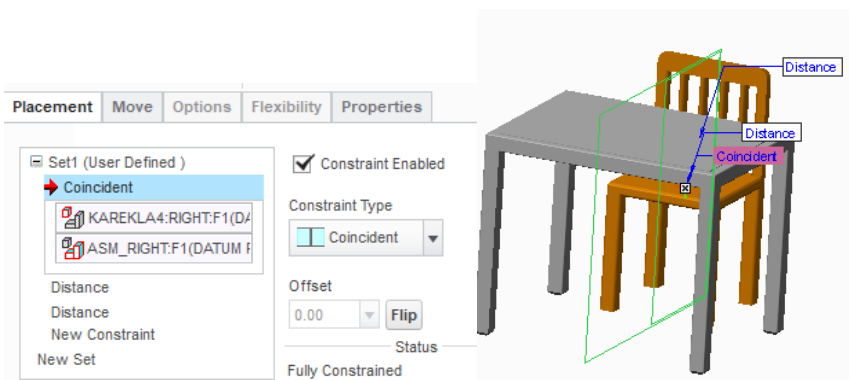 Placement Move Options Flexibility Properties
Set1 (User Defined )
Coincident
KAREKLA4:RIGHT:F1(DA
ASM_RIGHT:F1(DATUM
Distance
Distance
New Constraint
New Set
Constraint Enabled
Constraint Type
Coincident
Offset
0.00 Flip
Status
Fully Constrained
Distance
Distance
Coincident